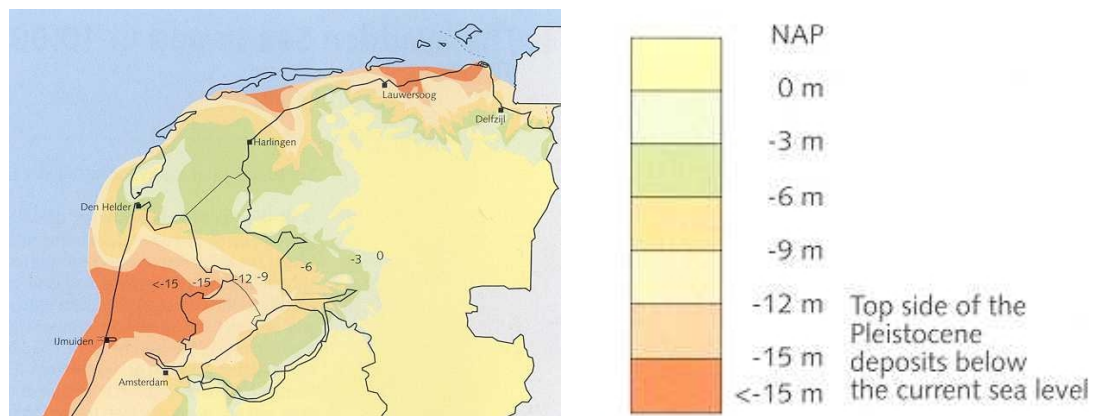 Lauwersoog
Delfzijl
Harlingen
Den Helder
0
-3
-6
-9
-12
-15
<-15
IJmuiden
Amsterdam
NAP
0 m
-3 m
-6 m
-9 m
-12 m
-15 m
<-15 m
Top side of the
Pleistocene
deposits below
the current sea level